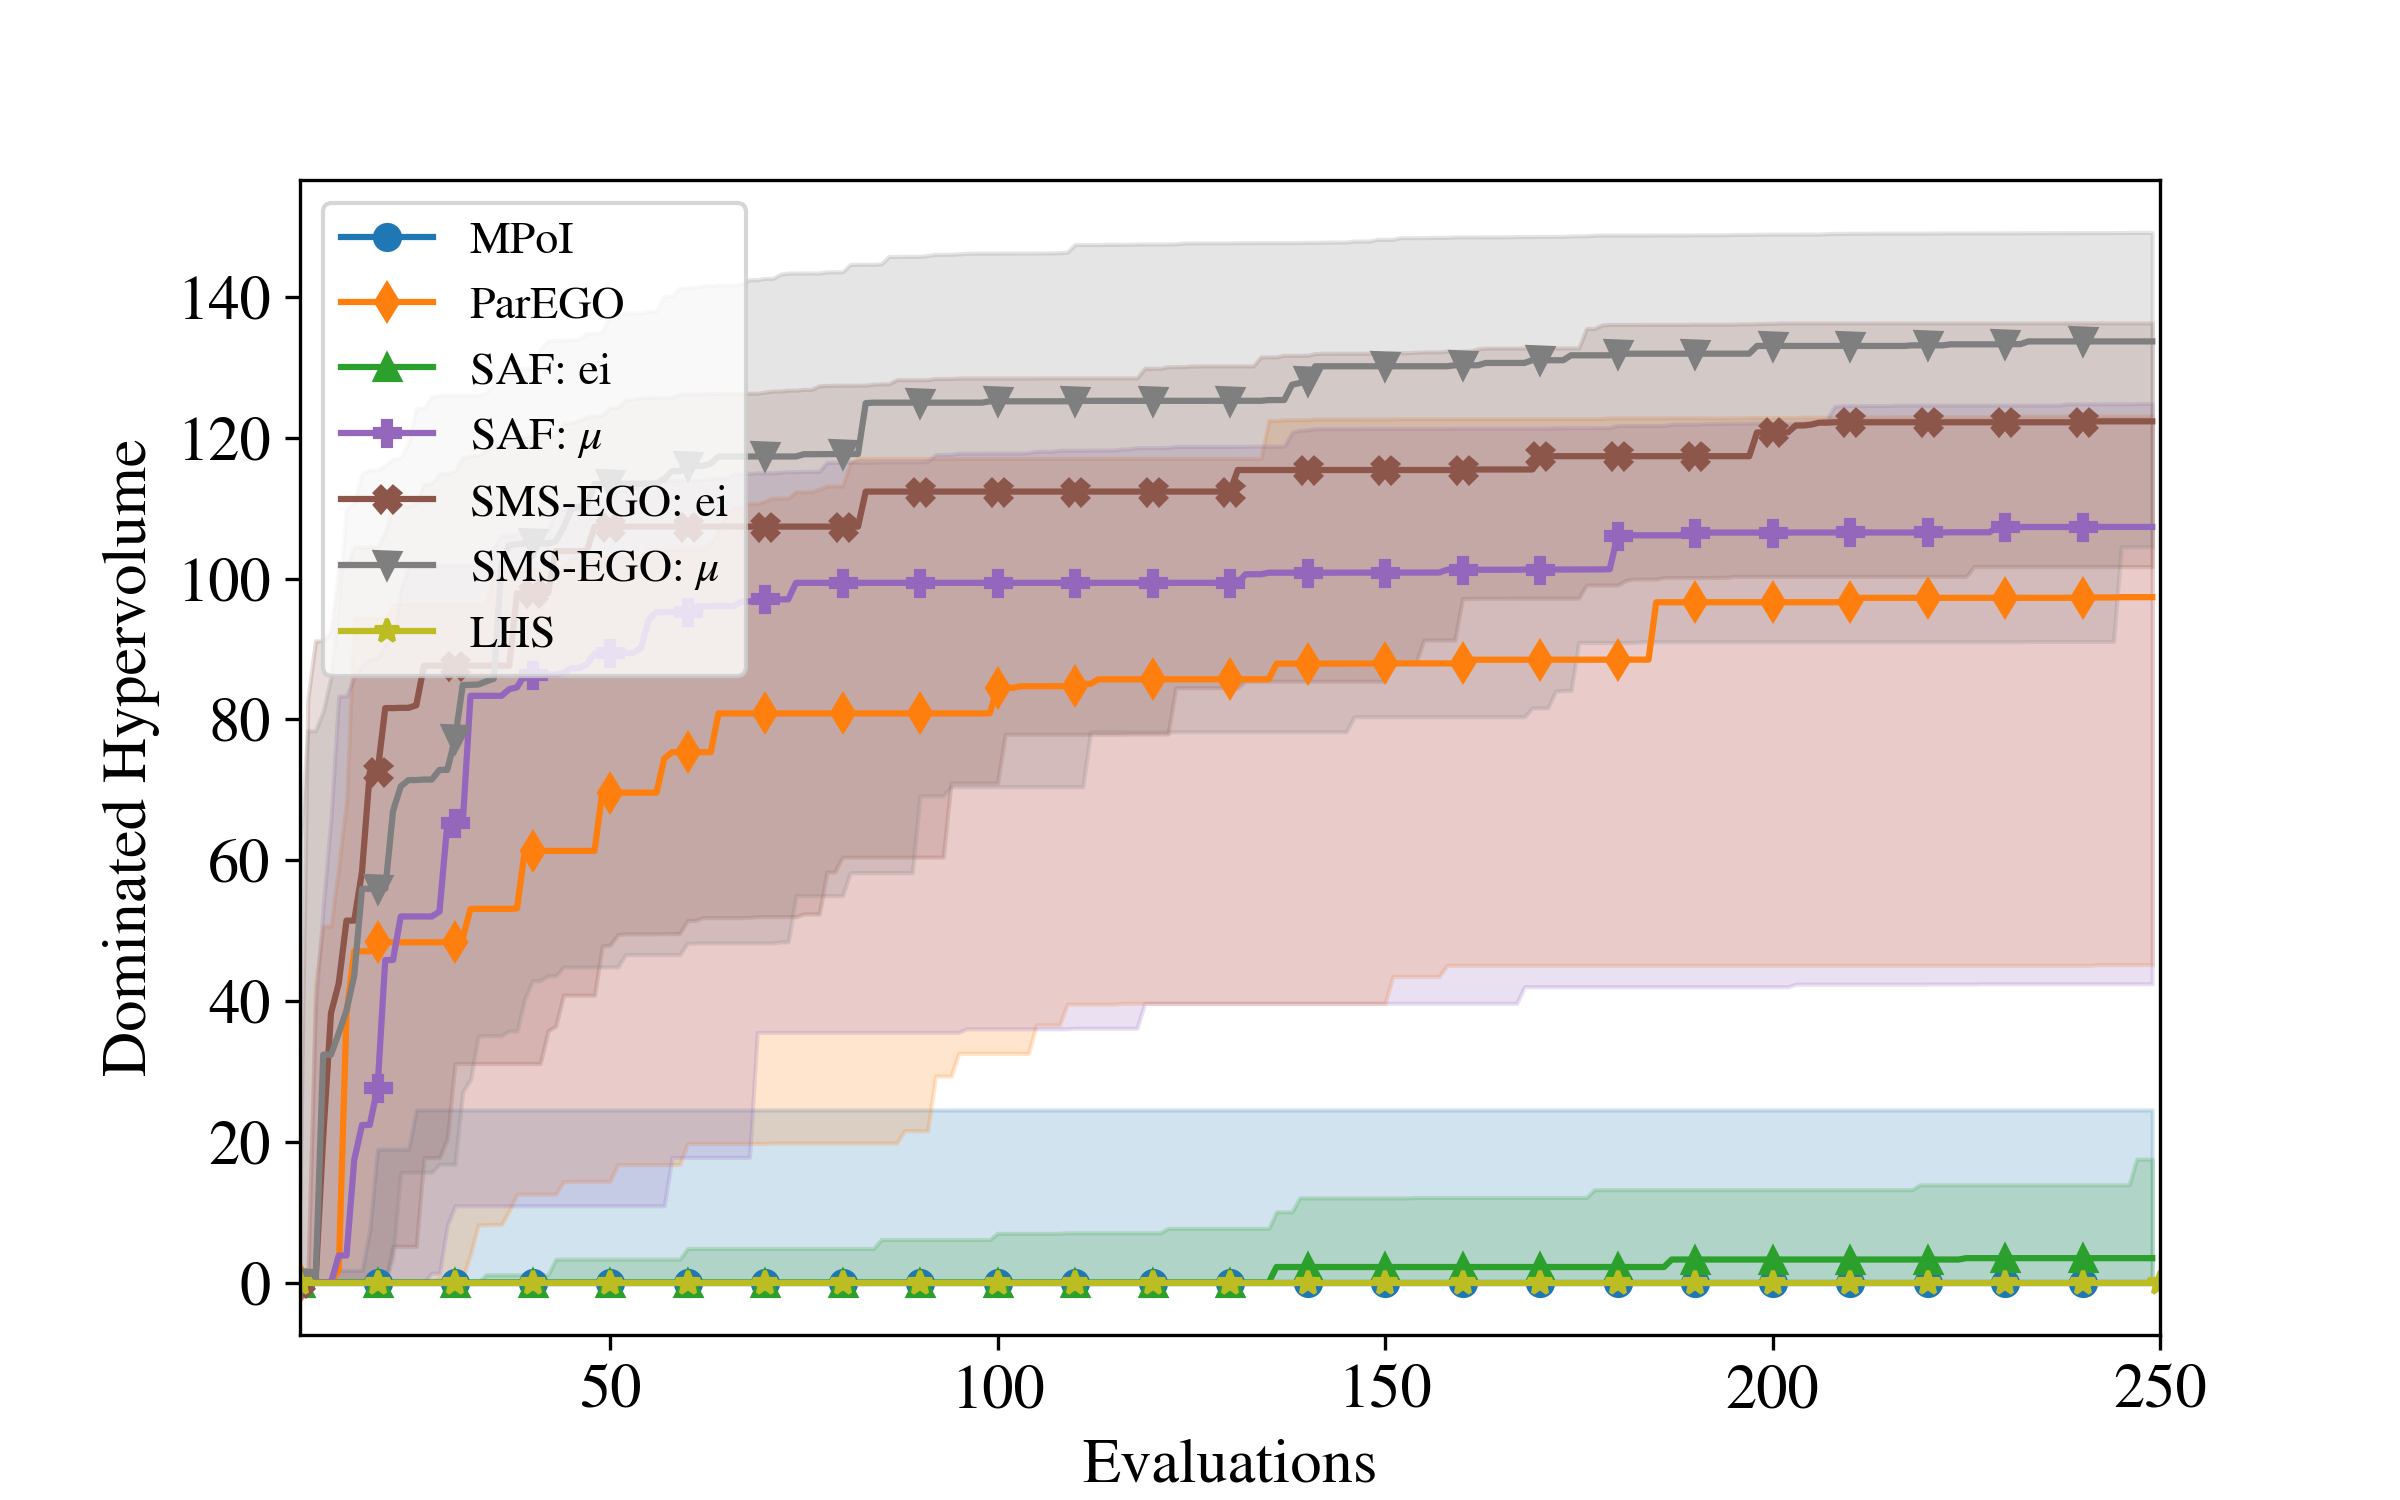 MPoI
ParEGO
SAF: ei
SAF: μ
SMS-EGO: ei
SMS-EGO: μ
LHS
Dominated Hypervolume
140
120
100
80
60
40
20
0
50 100 150 200 250
Evaluations